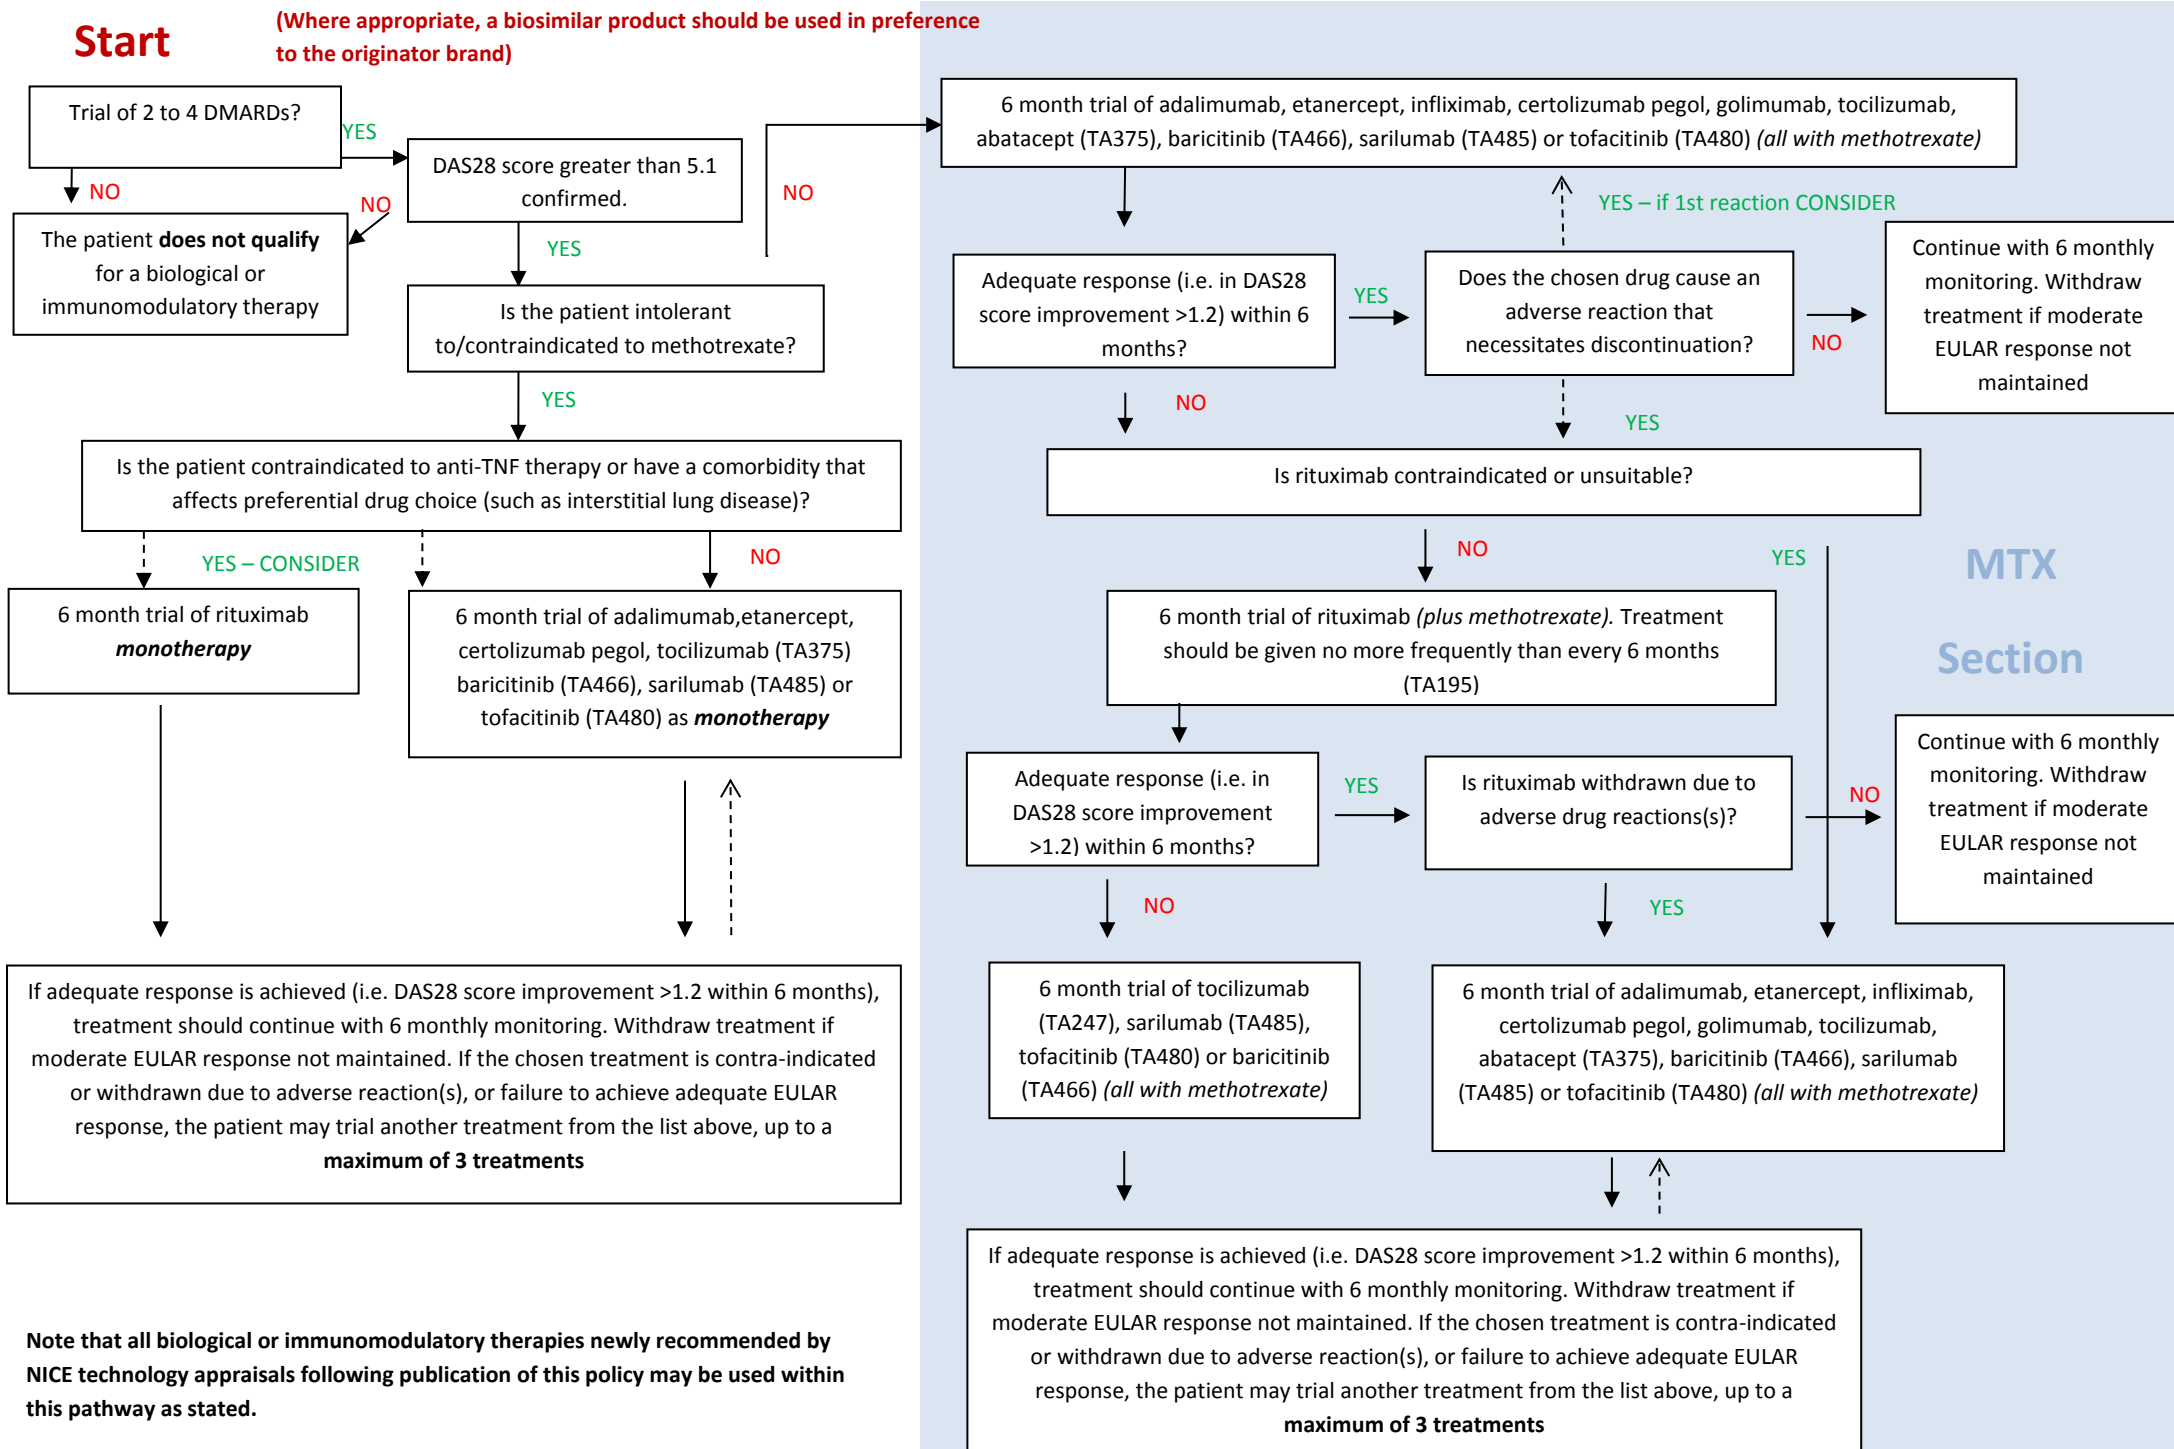 Start
(Where appropriate, a biosimilar product should be used in preference
to the originator brand)
Trial of 2 to 4 DMARDs?
YES
NO
DAS28 score greater than 5.1
confirmed.
NO
YES
The patient does not qualify
for a biological or
immunomodulatory therapy
Is the patient intolerant
to/contraindicated to methotrexate?
NO
YES
Is the patient contraindicated to anti-TNF therapy or have a comorbidity that
affects preferential drug choice (such as interstitial lung disease)?
YES – CONSIDER
NO
6 month trial of rituximab
monotherapy
6 month trial of adalimumab,etanercept,
certolizumab pegol, tocilizumab (TA375)
baricitinib (TA466), sarilumab (TA485) or
tofacitinib (TA480) as monotherapy
If adequate response is achieved (i.e. DAS28 score improvement >1.2 within 6 months),
treatment should continue with 6 monthly monitoring. Withdraw treatment if
moderate EULAR response not maintained. If the chosen treatment is contra-indicated
or withdrawn due to adverse reaction(s), or failure to achieve adequate EULAR
response, the patient may trial another treatment from the list above, up to a
maximum of 3 treatments
Note that all biological or immunomodulatory therapies newly recommended by
NICE technology appraisals following publication of this policy may be used within
this pathway as stated.
6 month trial of adalimumab, etanercept, infliximab, certolizumab pegol, golimumab, tocilizumab,
abatacept (TA375), baricitinib (TA466), sarilumab (TA485) or tofacitinib (TA480) (all with methotrexate)
YES – if 1st reaction CONSIDER
Adequate response (i.e. in DAS28
score improvement >1.2) within 6
months?
YES
NO
Does the chosen drug cause an
adverse reaction that
necessitates discontinuation?
NO
YES
Continue with 6 monthly
monitoring. Withdraw
treatment if moderate
EULAR response not
maintained
Is rituximab contraindicated or unsuitable?
NO
YES
MTX
Section
6 month trial of rituximab (plus methotrexate). Treatment
should be given no more frequently than every 6 months
(TA195)
Adequate response (i.e. in
DAS28 score improvement
>1.2) within 6 months?
YES
NO
Is rituximab withdrawn due to
adverse drug reactions(s)?
NO
YES
Continue with 6 monthly
monitoring. Withdraw
treatment if moderate
EULAR response not
maintained
6 month trial of tocilizumab
(TA247), sarilumab (TA485),
tofacitinib (TA480) or baricitinib
(TA466) (all with methotrexate)
6 month trial of adalimumab, etanercept, infliximab,
certolizumab pegol, golimumab, tocilizumab,
abatacept (TA375), baricitinib (TA466), sarilumab
(TA485) or tofacitinib (TA480) (all with methotrexate)
If adequate response is achieved (i.e. DAS28 score improvement >1.2 within 6 months),
treatment should continue with 6 monthly monitoring. Withdraw treatment if
moderate EULAR response not maintained. If the chosen treatment is contra-indicated
or withdrawn due to adverse reaction(s), or failure to achieve adequate EULAR
response, the patient may trial another treatment from the list above, up to a
maximum of 3 treatments